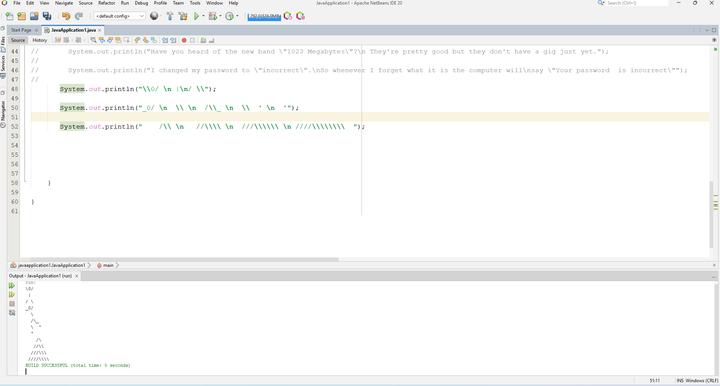 JavaApplication1 - Apache NetBeans IDE 20
File Edit View Navigate Source Refactor Run Debug Profile Team Tools Window Help
Search (Ctrl+I)
<default config>
Start Page
JavaApplication1.java
Source History
Files
Services
Navigator
44 // System.out.println("Have you heard of the new band \"1023 Megabytes\"?\n They're pretty good but they don't have a gig just yet.");
45 //
46 // System.out.println("I changed my password to \"incorrect\".\nSo whenever I forget what it is the computer will\nsay \"Your password  is incorrect\"");
47 //
48 System.out.println("\\0/ \n |\n/ \\");
49
50 System.out.println("_0/ \n  \\ \n  /\\_ \n  \\  ' \n  '");
51
52 System.out.println("    /\\ \n   //\\\\ \n  ///\\\\\\ \n ////\\\\\\\\  ");
53
54
55
56
57
58 }
59
60 }
61
javaapplication1.JavaApplication1 main
Output - JavaApplication1 (run)
run:
\0/
|
/ \
_0/
\
/\_
\ '
'
/\
//\\
///\\\
////\\\\
BUILD SUCCESSFUL (total time: 0 seconds)
51:11 INS Windows (CRLF)